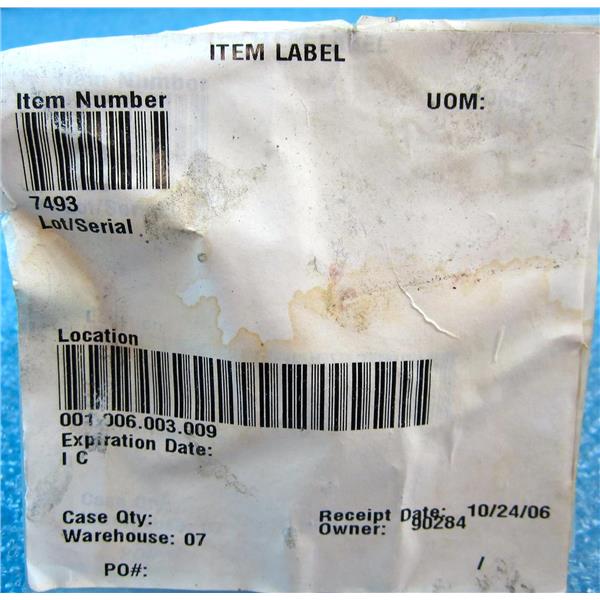 ITEM LABEL
Item Number UOM:
7493
Lot/Serial
Location
001.006.003.009
Expiration Date:
I C
Case Qty: Receipt Date: 10/24/06
Warehouse: 07 Owner: 90284
PO#: /